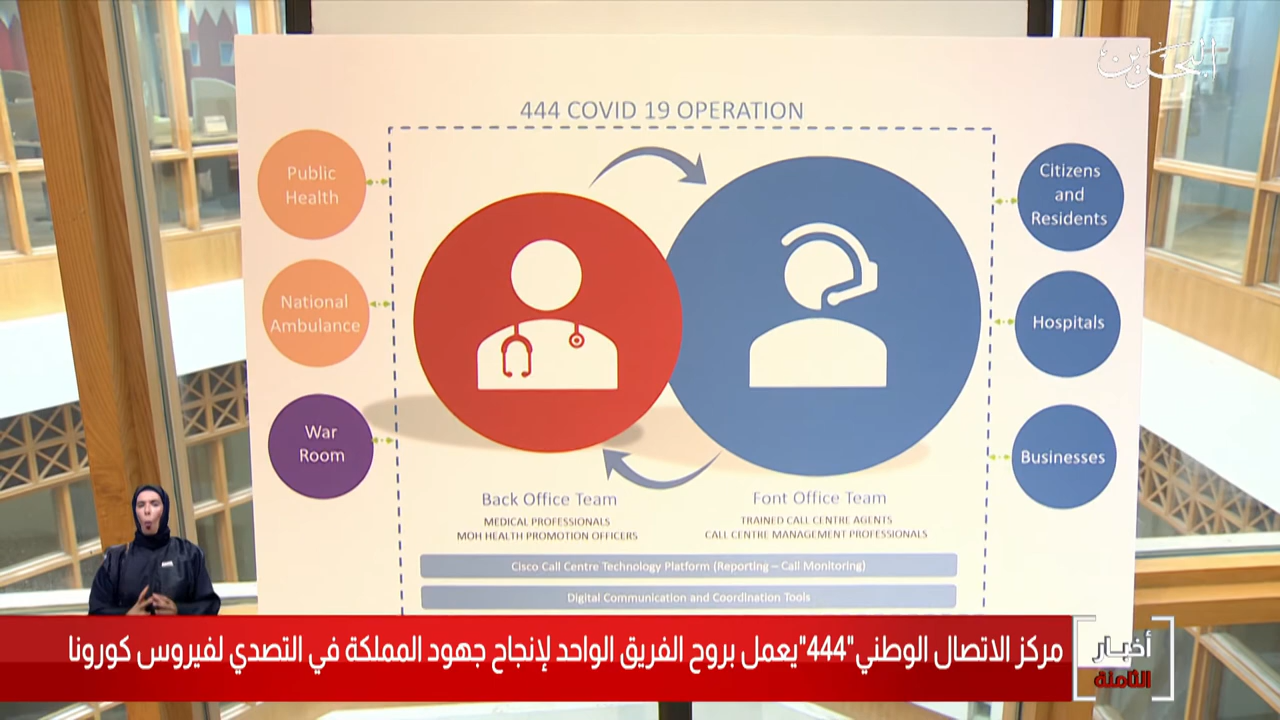 البحرين
444 COVID 19 OPERATION
Public
Health
National
Ambulance
War
Room
Citizens
and
Residents
Hospitals
Businesses
Back Office Team
MEDICAL PROFESSIONALS
MOH HEALTH PROMOTION OFFICERS
Font Office Team
TRAINED CALL CENTRE AGENTS
CALL CENTRE MANAGEMENT PROFESSIONALS
Cisco Call Centre Technology Platform (Reporting – Call Monitoring)
Digital Communication and Coordination Tools
مركز الاتصال الوطني"444"يعمل بروح الفريق الواحد لإنجاح جهود المملكة في التصدي لفيروس كورونا
أخبار
الثامنة